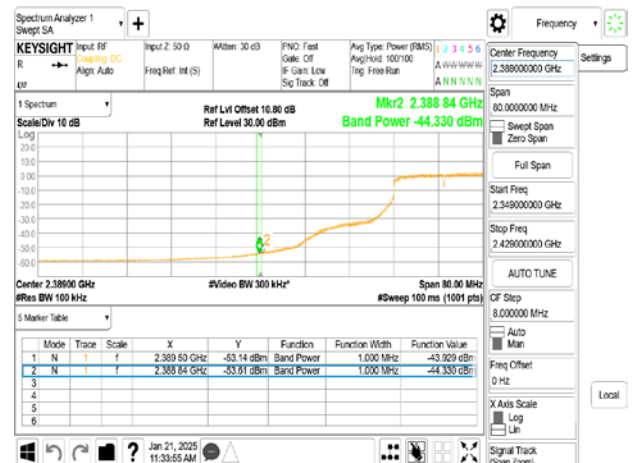 Spectrum Analyzer 1
Swept SA
Frequency
KEYSIGHT Input: RF Input Z: 50 Ω #Atten: 30 dB PNO: Fast Avg Type: Power (RMS) 1 2 3 4 5 6
R Coupling: DC Gate: Off Avg|Hold: 100/100 A W W W W W
Align: Auto Freq Ref: Int (S) IF Gain: Low Trig: Free Run
Sig Track: Off A N N N N N
Center Frequency
2.389000000 GHz
Settings
Span
80.0000000 MHz
Swept Span
Zero Span
Full Span
Start Freq
2.349000000 GHz
Stop Freq
2.429000000 GHz
AUTO TUNE
CF Step
8.000000 MHz
Auto
Man
Freq Offset
0 Hz
X Axis Scale
Log
Lin
Local
Signal Track
(Span Zoom)
1 Spectrum
Ref Lvl Offset 10.80 dB
Mkr2 2.388 84 GHz
Scale/Div 10 dB
Ref Level 30.00 dBm
Band Power -44.330 dBm
Log
20.0
10.0
0.00
-10.0
-20.0
-30.0
-40.0
-50.0
-60.0
2
Center 2.38900 GHz #Video BW 300 kHz* Span 80.00 MHz
#Res BW 100 kHz #Sweep 100 ms (1001 pts)
5 Marker Table
Mode Trace Scale X Y Function Function Width Function Value
1 N 1 f 2.389 50 GHz -53.14 dBm Band Power 1.000 MHz -43.929 dBm
2 N 1 f 2.388 84 GHz -53.61 dBm Band Power 1.000 MHz -44.330 dBm
3
4
5
6
Jan 21, 2025
11:33:55 AM